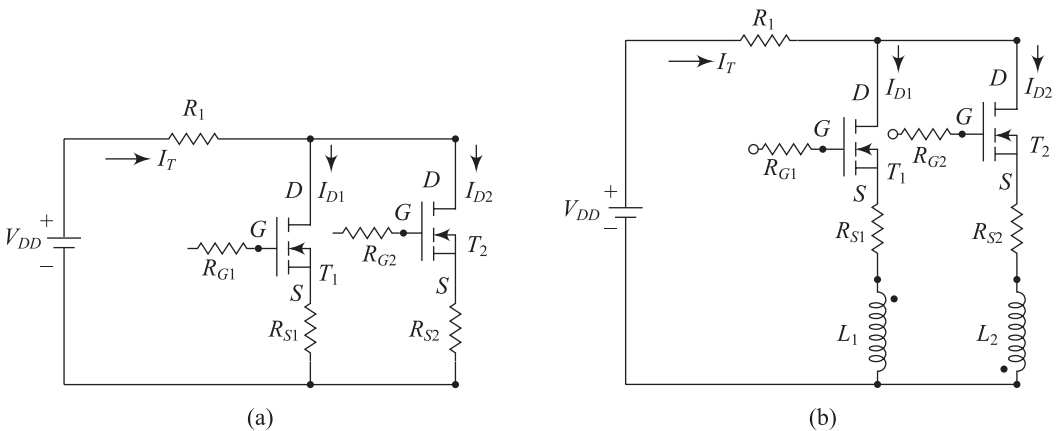 R1
IT
D
ID1
D
ID2
G
G
RG1
T1
RG2
T2
S
S
RS1
RS2
VDD
+
−
(a)
R1
IT
D
ID1
D
ID2
G
G
RG1
T1
RG2
T2
S
S
RS1
RS2
VDD
+
−
L1
L2
(b)